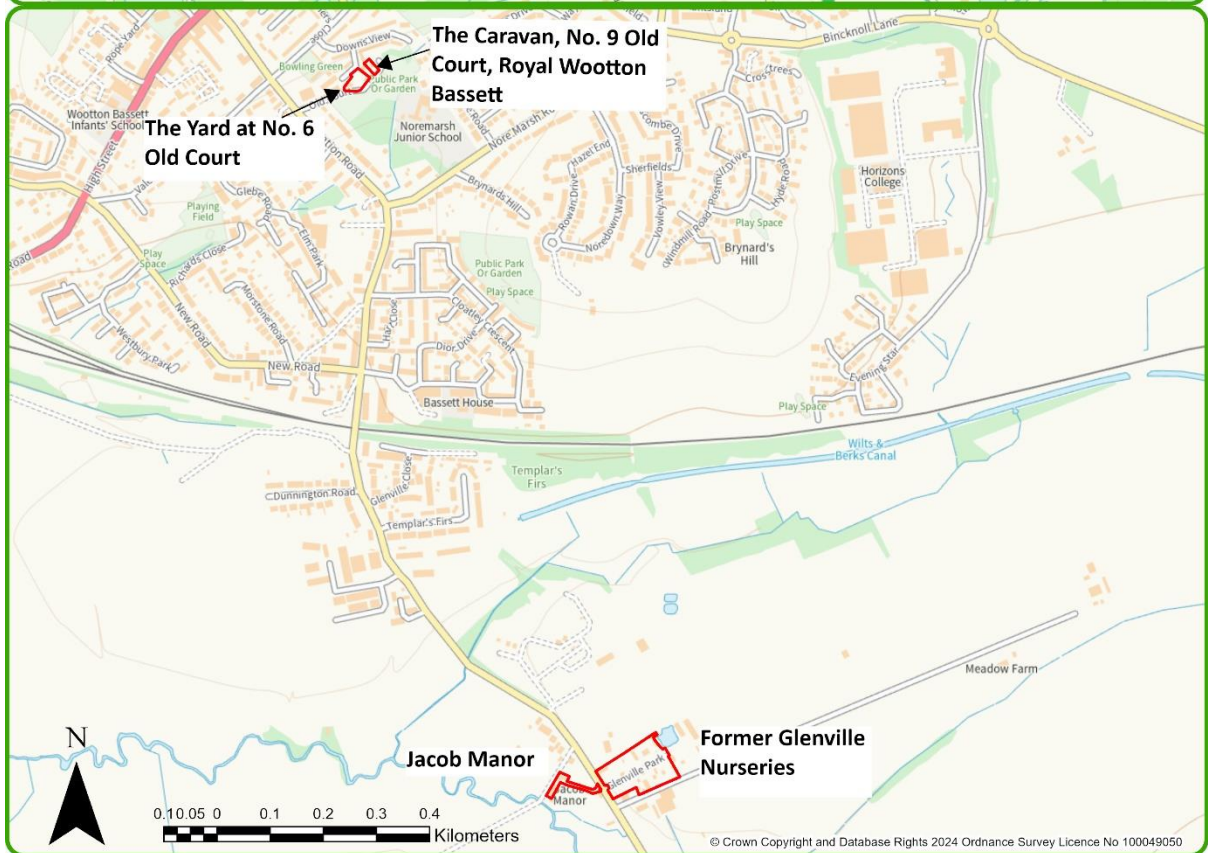 Rope Yard
Close
Downs View
Bowling Green
Public Park
Or Garden
The Caravan, No. 9 Old
Court, Royal Wootton
Bassett
Bincknoll Lane
Wootton Bassett
Infants' School
High Street
The Yard at No. 6
Old Court
Noremarsh
Junior School
Hazel End
Sherfields
Rowan Drive
Noredown Way
Vowley View
Windmill Road
Hyde Road
Play Space
Brynard's
Hill
Horizons
College
Brynards Hill
Playing
Field
Glebe Road
Elm Park
Play
Space
Richards Close
Road
New Road
Morstone Road
Westbury Park
New Road
Public Park
Or Garden
Play Space
Cloatley Crescent
Dior Drive
Bassett House
Evening Star
Play Space
Wilts &
Berks Canal
Templar's
Firs
Dunnington Road
Glenville Close
Templar's Firs
Meadow Farm
N
Jacob Manor
Jacob
Manor
Glenville Park
Former Glenville
Nurseries
0.1 0.05 0 0.1 0.2 0.3 0.4
Kilometers
© Crown Copyright and Database Rights 2024 Ordnance Survey Licence No 100049050